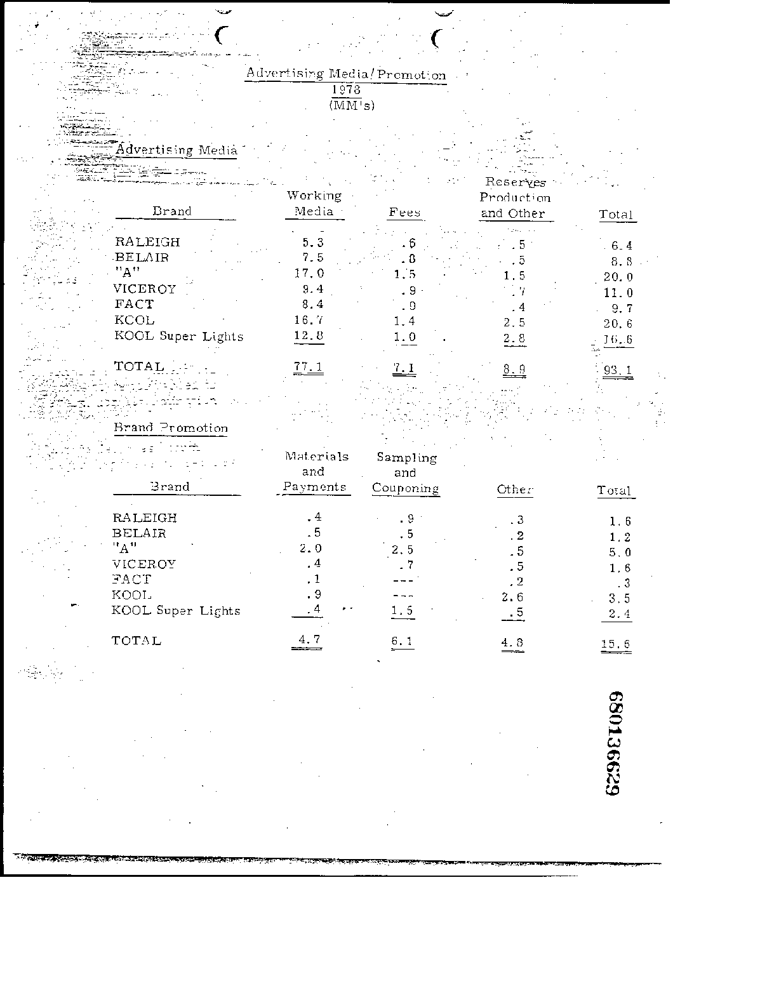 Advertising Media/Promotion
1978
(MM's)
Advertising Media
Reserves
Working Production
Brand Media Fees and Other Total
RALEIGH 5.3 .6 .5 6.4
BELAIR 7.5 .8 .5 8.8
"A" 17.0 1.5 1.5 20.0
VICEROY 9.4 .9 .7 11.0
FACT 8.4 .9 .4 9.7
KOOL 16.7 1.4 2.5 20.6
KOOL Super Lights 12.8 1.0 2.8 16.6
TOTAL 77.1 7.1 8.9 93.1
Brand Promotion
Materials Sampling
and and
Brand Payments Couponing Other Total
RALEIGH .4 .9 .3 1.6
BELAIR .5 .5 .2 1.2
"A" 2.0 2.5 .5 5.0
VICEROY .4 .7 .5 1.6
FACT .1 --- .2 .3
KOOL .9 --- 2.6 3.5
KOOL Super Lights .4 1.5 .5 2.4
TOTAL 4.7 6.1 4.8 15.6
680136629